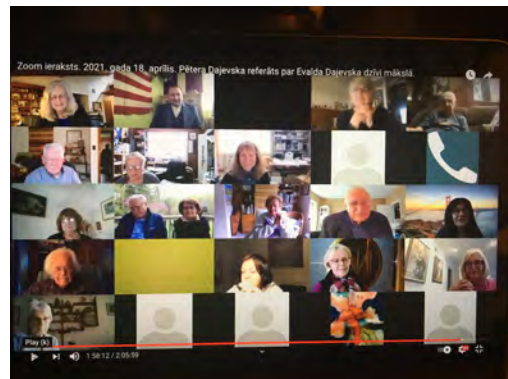 Zoom ieraksts. 2021. gada 18. aprīlis. Pētera Dajevska referāts par Evalda Dajevska dzīvi mākslā.
Play (k)
1:58:12 / 2:05:59